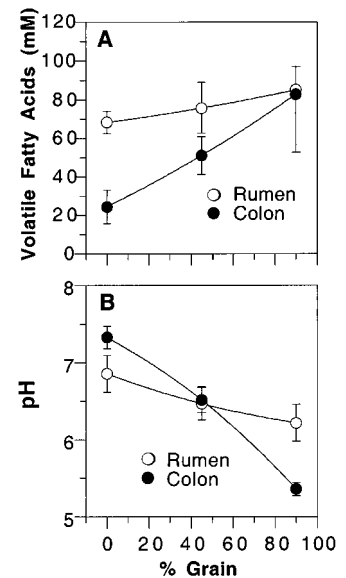 A
Volatile Fatty Acids (mM)
120
100
80
60
40
20
0
Rumen
Colon
B
pH
8
7
6
5
Rumen
Colon
0 20 40 60 80 100
% Grain